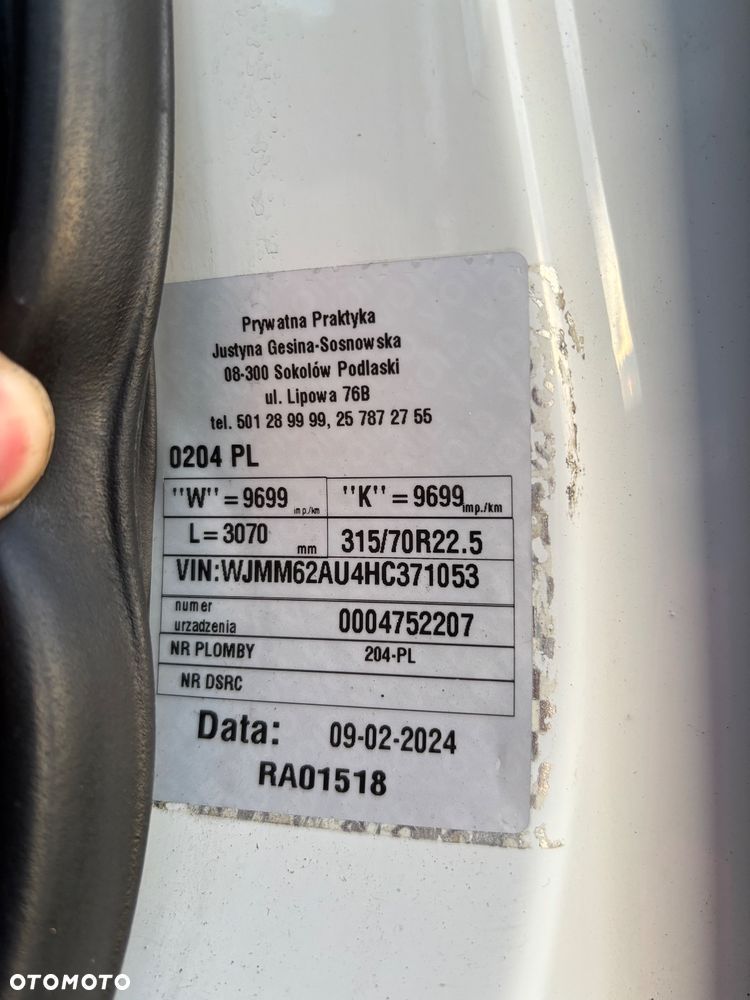 Prywatna Praktyka
Justyna Gesina-Sosnowska
08-300 Sokolów Podlaski
ul. Lipowa 76B
tel. 501 28 99 99, 25 787 27 55
0204 PL
"W" = 9699 imp./km "K" = 9699 imp./km
L = 3070 mm 315/70R22.5
VIN:WJMM62AU4HC371053
numer
urzadzenia 0004752207
NR PLOMBY 204-PL
NR DSRC
Data: 09-02-2024
RA01518
OTOMOTO